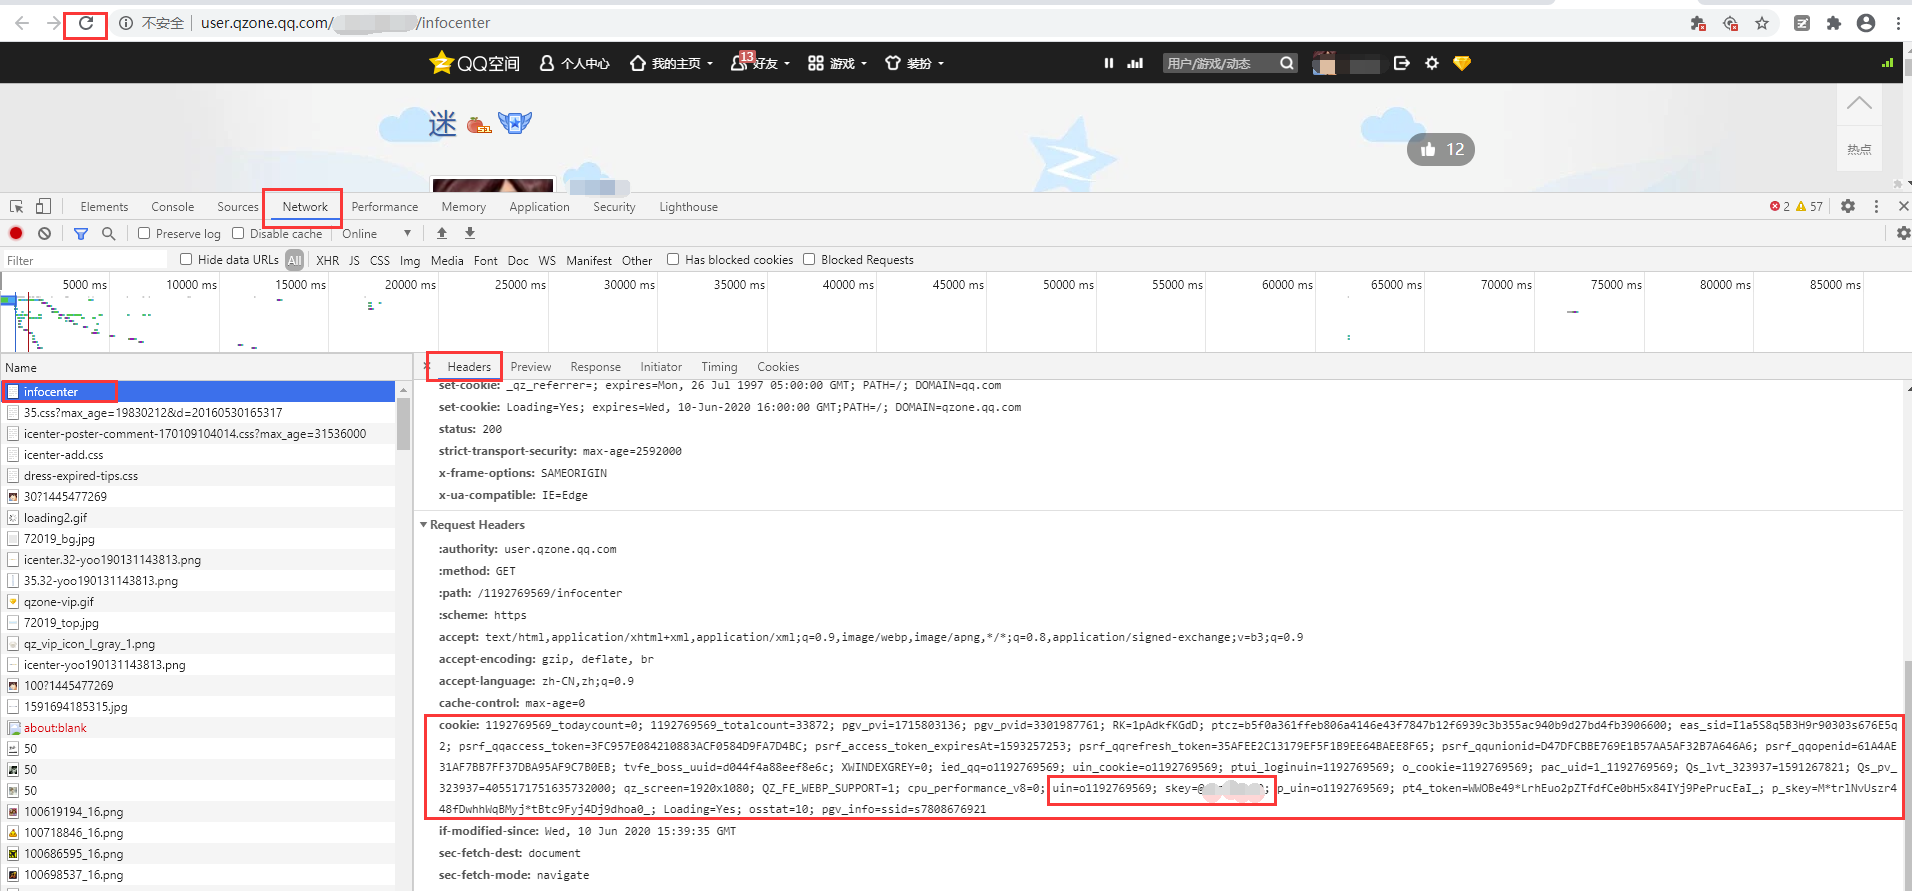 不安全 user.qzone.qq.com/ /infocenter
QQ空间 个人中心 我的主页 13 好友 游戏 装扮 用户/游戏/动态
迷 51
12
热点
Elements Console Sources Network Performance Memory Application Security Lighthouse 2 57
Preserve log Disable cache Online
Filter Hide data URLs All XHR JS CSS Img Media Font Doc WS Manifest Other Has blocked cookies Blocked Requests
5000 ms 10000 ms 15000 ms 20000 ms 25000 ms 30000 ms 35000 ms 40000 ms 45000 ms 50000 ms 55000 ms 60000 ms 65000 ms 70000 ms 75000 ms 80000 ms 85000 ms
Name
infocenter
35.css?max_age=19830212&d=20160530165317
icenter-poster-comment-170109104014.css?max_age=31536000
icenter-add.css
dress-expired-tips.css
30?1445477269
loading2.gif
72019_bg.jpg
icenter.32-yoo190131143813.png
35.32-yoo190131143813.png
qzone-vip.gif
72019_top.jpg
qz_vip_icon_l_gray_1.png
icenter-yoo190131143813.png
100?1445477269
1591694185315.jpg
about:blank
50
50
50
100619194_16.png
100718846_16.png
100686595_16.png
100698537_16.png
Headers Preview Response Initiator Timing Cookies
set-cookie: _qz_referrer=; expires=Mon, 26 Jul 1997 05:00:00 GMT; PATH=/; DOMAIN=qq.com
set-cookie: Loading=Yes; expires=Wed, 10-Jun-2020 16:00:00 GMT;PATH=/; DOMAIN=qzone.qq.com
status: 200
strict-transport-security: max-age=2592000
x-frame-options: SAMEORIGIN
x-ua-compatible: IE=Edge
Request Headers
:authority: user.qzone.qq.com
:method: GET
:path: /1192769569/infocenter
:scheme: https
accept: text/html,application/xhtml+xml,application/xml;q=0.9,image/webp,image/apng,*/*;q=0.8,application/signed-exchange;v=b3;q=0.9
accept-encoding: gzip, deflate, br
accept-language: zh-CN,zh;q=0.9
cache-control: max-age=0
cookie: 1192769569_todaycount=0; 1192769569_totalcount=33872; pgv_pvi=1715803136; pgv_pvid=3301987761; RK=1pAdkfKGdD; ptcz=b5f0a361ffeb806a4146e43f7847b12f6939c3b355ac940b9d27bd4fb3906600; eas_sid=I1a5S8q5B3H9r90303s676E5q
2; psrf_qqaccess_token=3FC957E084210883ACF0584D9FA7D4BC; psrf_access_token_expiresAt=1593257253; psrf_qqrefresh_token=35AFEE2C13179EF5F1B9EE64BAEE8F65; psrf_qqunionid=D47DFCBBE769E1B57AA5AF32B7A646A6; psrf_qqopenid=61A4AE
31AF7BB7FF37DBA95AF9C7B0EB; tvfe_boss_uuid=d044f4a88eef8e6c; XWINDEXGREY=0; ied_qq=o1192769569; uin_cookie=o1192769569; ptui_loginuin=1192769569; o_cookie=1192769569; pac_uid=1_1192769569; Qs_lvt_323937=1591267821; Qs_pv_
323937=4055171751635732000; qz_screen=1920x1080; QZ_FE_WEBP_SUPPORT=1; cpu_performance_v8=0; uin=o1192769569; skey=@ ; p_uin=o1192769569; pt4_token=WWOBe49*LrhEuo2pZTfdfCe0bH5x84IYj9PePrucEaI_; p_skey=M*trlNvUszr4
48fDwhhWqBMyj*tBtc9Fyj4Dj9dhoa0_; Loading=Yes; osstat=10; pgv_info=ssid=s7808676921
if-modified-since: Wed, 10 Jun 2020 15:39:35 GMT
sec-fetch-dest: document
sec-fetch-mode: navigate